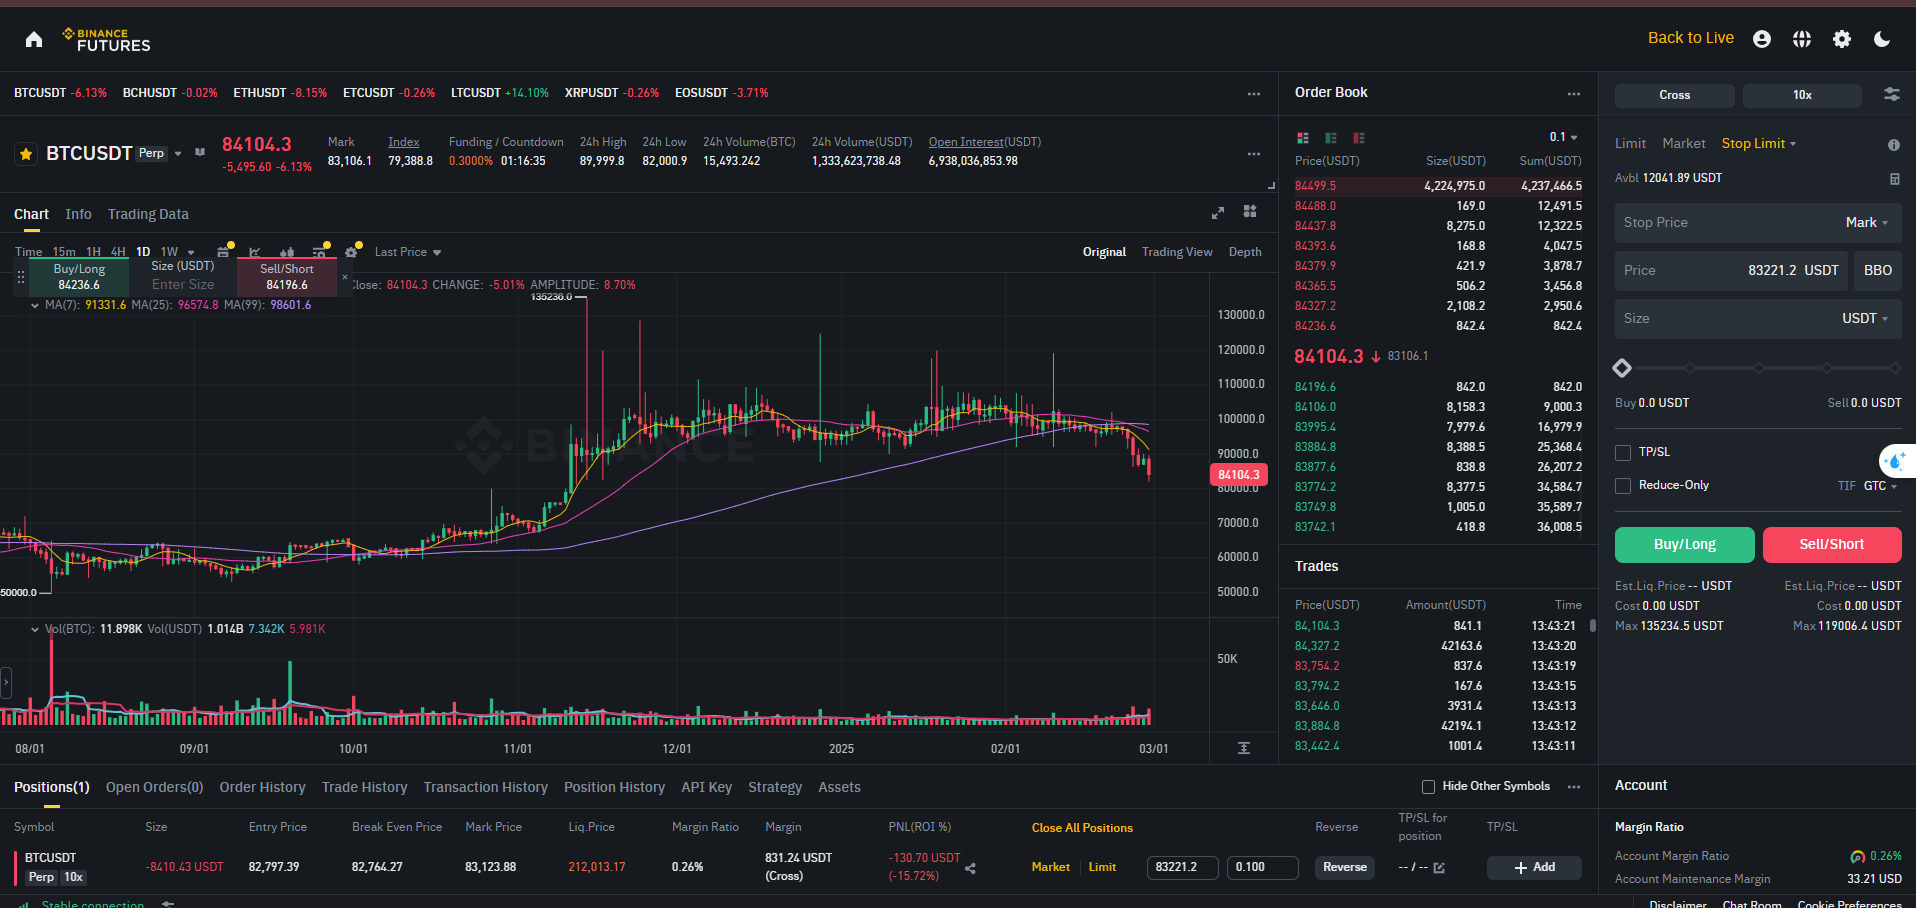 BINANCE
FUTURES
Back to Live
BTCUSDT -6.13% BCHUSDT -0.02% ETHUSDT -8.15% ETCUSDT -0.26% LTCUSDT +14.10% XRPUSDT -0.26% EOSUSDT -3.71%
BTCUSDT Perp
84104.3
-5,495.60 -6.13%
Mark Index Funding / Countdown 24h High 24h Low 24h Volume(BTC) 24h Volume(USDT) Open Interest(USDT)
83,106.1 79,388.8 0.3000% 01:16:35 89,999.8 82,000.9 15,493.242 1,333,623,738.48 6,938,036,853.98
Chart Info Trading Data
Time 15m 1H 4H 1D 1W Last Price Original Trading View Depth
Buy/Long Size (USDT) Sell/Short
84236.6 Enter Size 84196.6
Close: 84104.3 CHANGE: -5.01% AMPLITUDE: 8.70%
MA(7): 91331.6 MA(25): 96574.8 MA(99): 98601.6
135236.0
130000.0
120000.0
110000.0
100000.0
90000.0
84104.3
80000.0
70000.0
60000.0
50000.0
50000.0
BINANCE
Vol(BTC): 11.898K Vol(USDT) 1.014B 7.342K 5.981K
50K
08/01 09/01 10/01 11/01 12/01 2025 02/01 03/01
Order Book
0.1
Price(USDT) Size(USDT) Sum(USDT)
84499.5 4,224,975.0 4,237,466.5
84488.0 169.0 12,491.5
84437.8 8,275.0 12,322.5
84393.6 168.8 4,047.5
84379.9 421.9 3,878.7
84365.5 506.2 3,456.8
84327.2 2,108.2 2,950.6
84236.6 842.4 842.4
84104.3 83106.1
84196.6 842.0 842.0
84106.0 8,158.3 9,000.3
83995.4 7,979.6 16,979.9
83884.8 8,388.5 25,368.4
83877.6 838.8 26,207.2
83774.2 8,377.5 34,584.7
83749.8 1,005.0 35,589.7
83742.1 418.8 36,008.5
Trades
Price(USDT) Amount(USDT) Time
84,104.3 841.1 13:43:21
84,327.2 42163.6 13:43:20
83,754.2 837.6 13:43:19
83,794.2 167.6 13:43:15
83,646.0 3931.4 13:43:13
83,884.8 42194.1 13:43:12
83,442.4 1001.4 13:43:11
Cross 10x
Limit Market Stop Limit
Avbl 12041.89 USDT
Stop Price Mark
Price 83221.2 USDT BBO
Size USDT
Buy 0.0 USDT Sell 0.0 USDT
TP/SL
Reduce-Only TIF GTC
Buy/Long Sell/Short
Est.Liq.Price -- USDT Est.Liq.Price -- USDT
Cost 0.00 USDT Cost 0.00 USDT
Max 135234.5 USDT Max 119006.4 USDT
Positions(1) Open Orders(0) Order History Trade History Transaction History Position History API Key Strategy Assets Hide Other Symbols
Symbol Size Entry Price Break Even Price Mark Price Liq.Price Margin Ratio Margin PNL(ROI %) Close All Positions Reverse TP/SL for position TP/SL
BTCUSDT
Perp 10x
-8410.43 USDT 82,797.39 82,764.27 83,123.88 212,013.17 0.26%
831.24 USDT
(Cross)
-130.70 USDT
(-15.72%)
Market Limit 83221.2 0.100 Reverse -- / -- Add
Account
Margin Ratio
Account Margin Ratio 0.26%
Account Maintenance Margin 33.21 USD
Stable connection
Disclaimer Chat Room Cookie Preferences